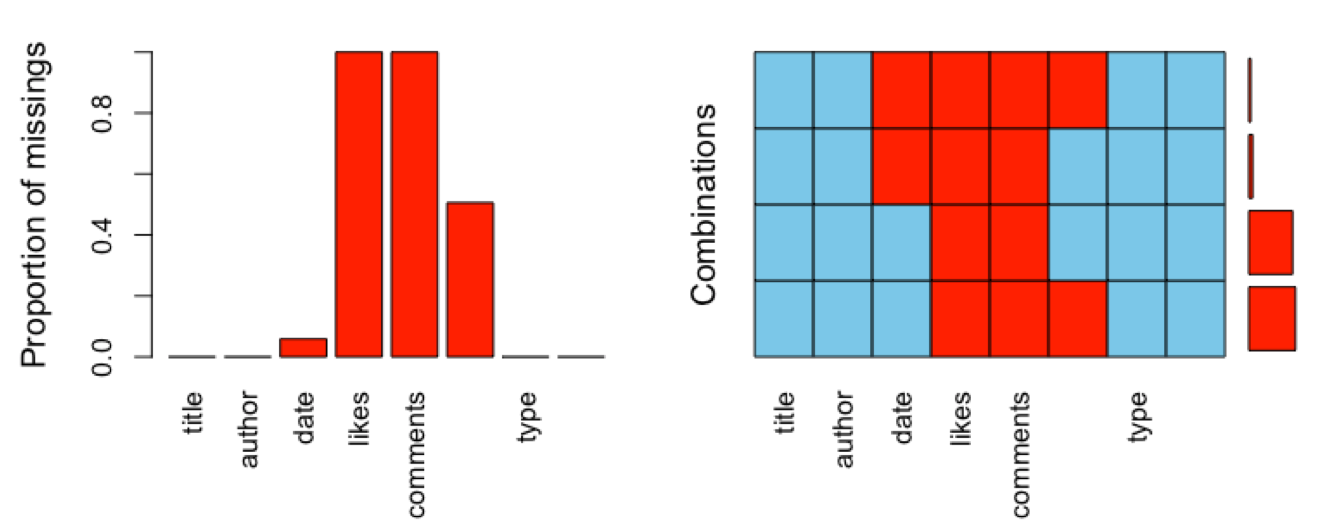 Proportion of missings
0.8
0.4
0.0
title
author
date
likes
comments
type
Combinations
title
author
date
likes
comments
type